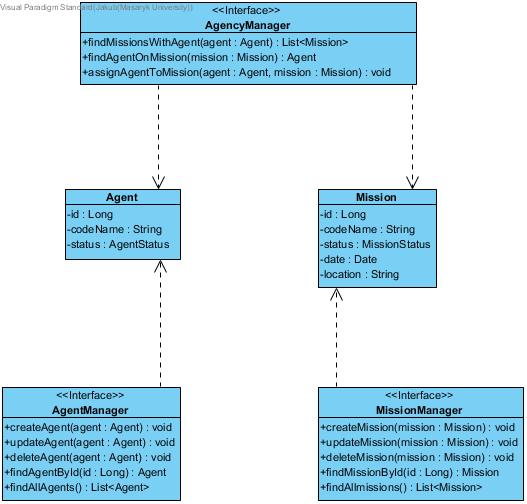 Visual Paradigm Standard(Jakub(Masaryk University))
<<Interface>>
AgencyManager
+findMissionsWithAgent(agent : Agent) : List<Mission>
+findAgentOnMission(mission : Mission) : Agent
+assignAgentToMission(agent : Agent, mission : Mission) : void
Agent
-id : Long
-codeName : String
-status : AgentStatus
Mission
-id : Long
-codeName : String
-status : MissionStatus
-date : Date
-location : String
<<Interface>>
AgentManager
+createAgent(agent : Agent) : void
+updateAgent(agent : Agent) : void
+deleteAgent(agent : Agent) : void
+findAgentById(id : Long) : Agent
+findAllAgents() : List<Agent>
<<Interface>>
MissionManager
+createMission(mission : Mission) : void
+updateMission(mission : Mission) : void
+deleteMission(mission : Mission) : void
+findMissionById(id : Long) : Mission
+findAllmissions() : List<Mission>